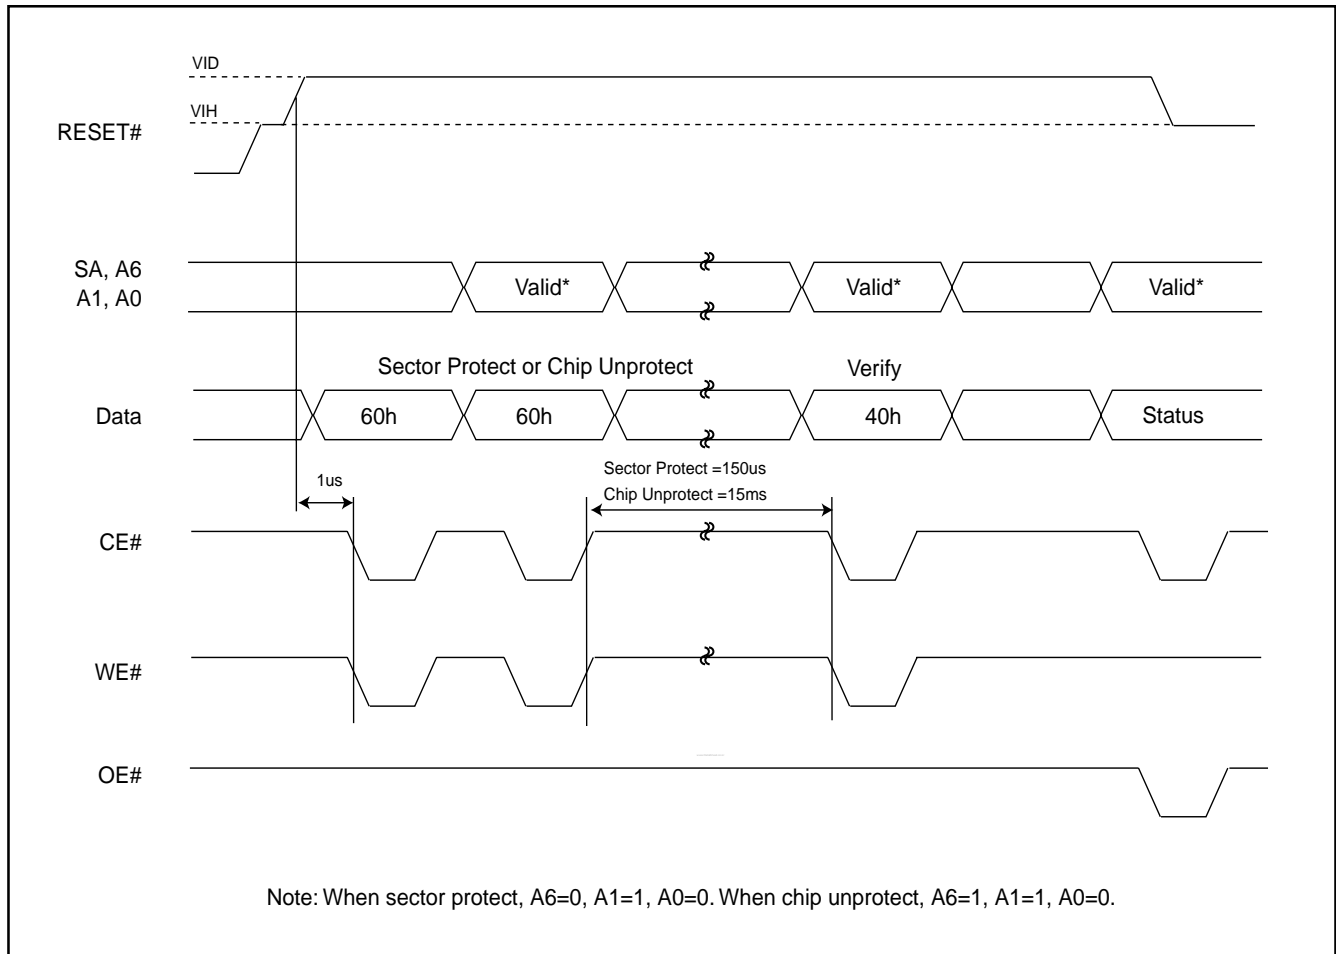 VID
VIH
RESET#
SA, A6
A1, A0
Valid*
Valid*
Valid*
Sector Protect or Chip Unprotect
Verify
Data
60h
60h
40h
Status
1us
Sector Protect =150us
Chip Unprotect =15ms
CE#
WE#
OE#
Note: When sector protect, A6=0, A1=1, A0=0. When chip unprotect, A6=1, A1=1, A0=0.